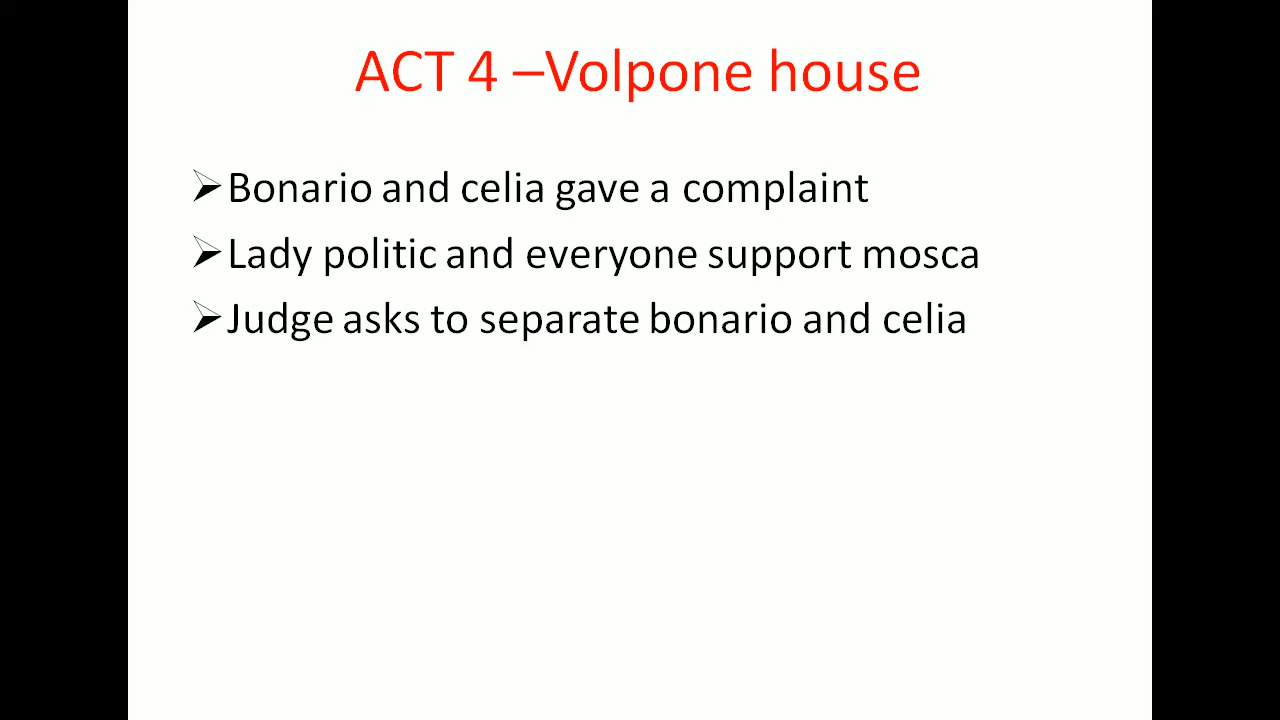 ACT 4 –Volpone house
➢Bonario and celia gave a complaint
➢Lady politic and everyone support mosca
➢Judge asks to separate bonario and celia